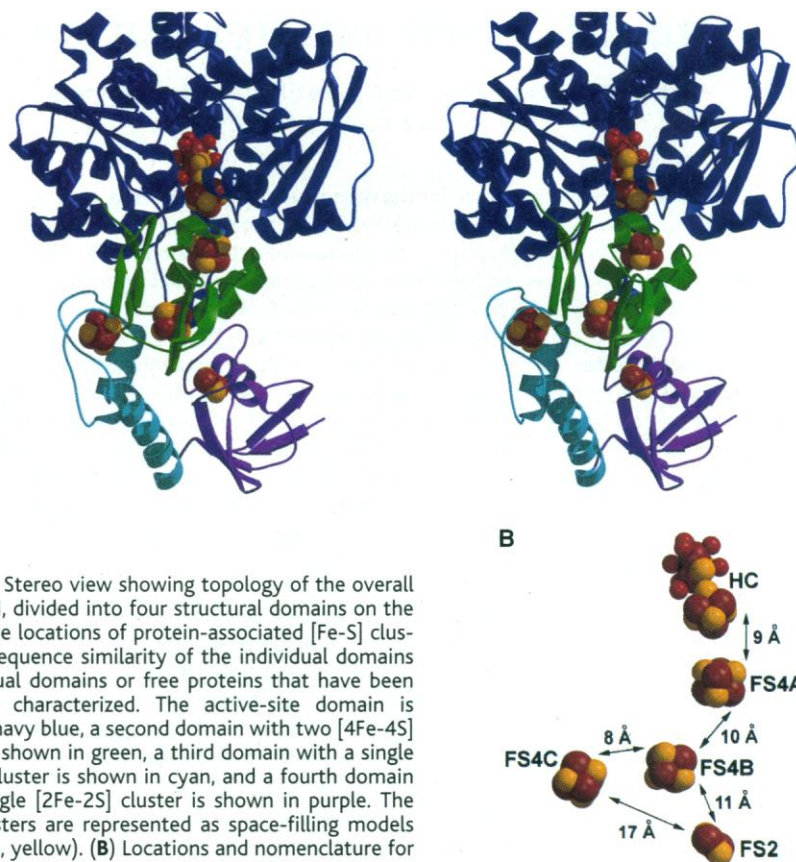 B
HC
9 Å
FS4A
8 Å
10 Å
FS4C
FS4B
11 Å
17 Å
FS2
Stereo view showing topology of the overall
, divided into four structural domains on the
e locations of protein-associated [Fe-S] clus-
equence similarity of the individual domains
ual domains or free proteins that have been
characterized. The active-site domain is
navy blue, a second domain with two [4Fe-4S]
shown in green, a third domain with a single
luster is shown in cyan, and a fourth domain
gle [2Fe-2S] cluster is shown in purple. The
sters are represented as space-filling models
, yellow). (B) Locations and nomenclature for